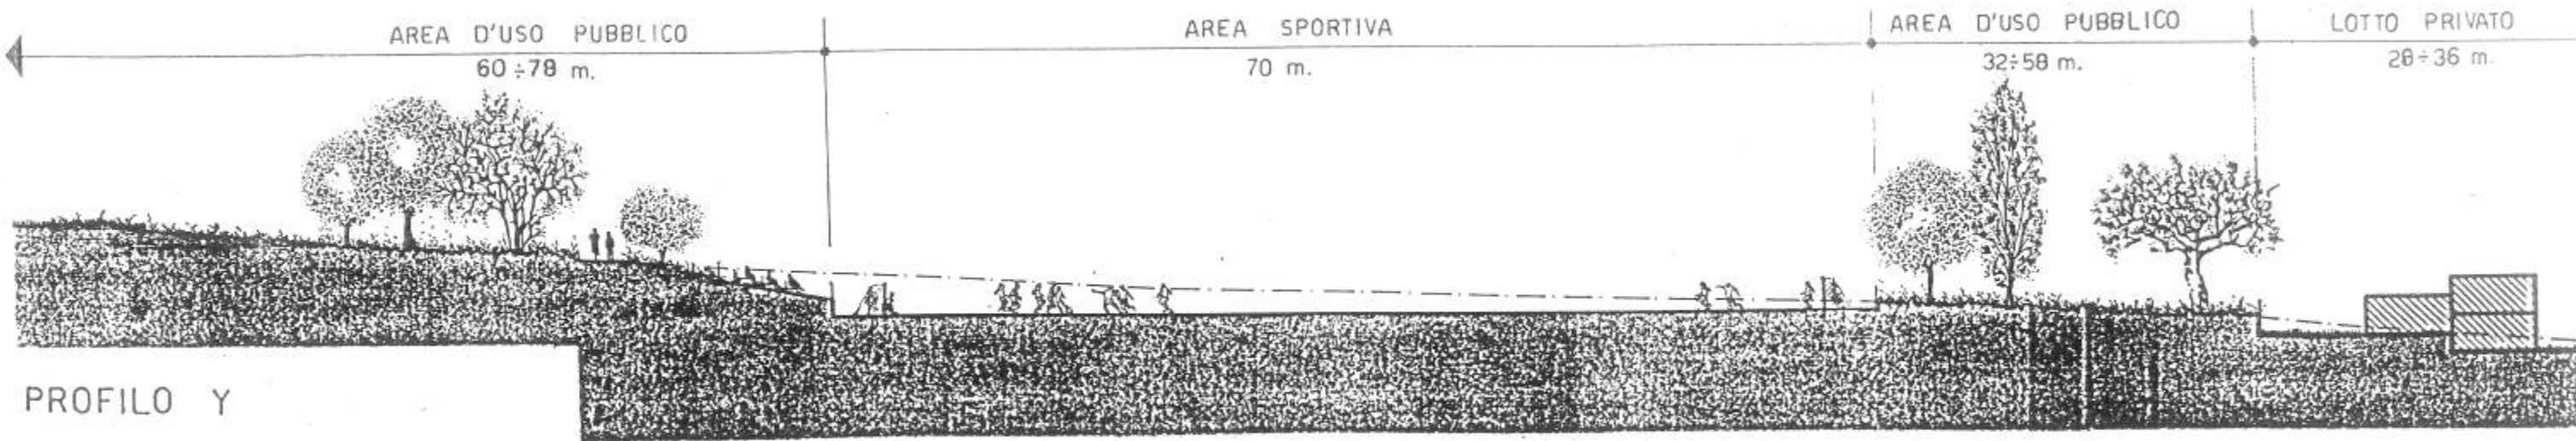 AREA D'USO PUBBLICO
60÷78 m.
AREA SPORTIVA
70 m.
AREA D'USO PUBBLICO
32÷58 m.
LOTTO PRIVATO
28÷36 m.
PROFILO Y